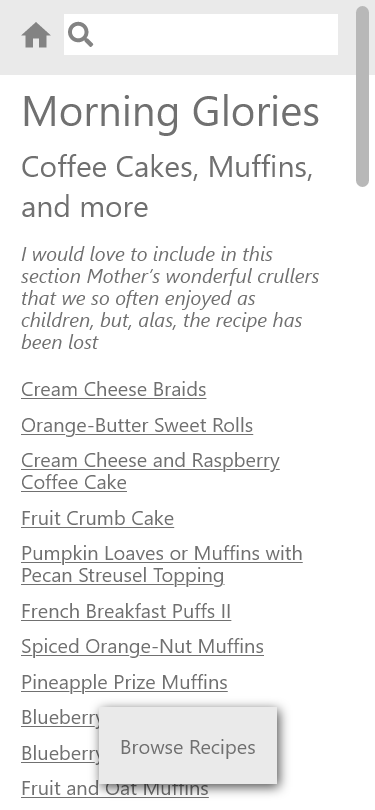 Morning Glories
Coffee Cakes, Muffins,
and more
I would love to include in this
section Mother's wonderful crullers
that we so often enjoyed as
children, but, alas, the recipe has
been lost
Cream Cheese Braids
Orange-Butter Sweet Rolls
Cream Cheese and Raspberry
Coffee Cake
Fruit Crumb Cake
Pumpkin Loaves or Muffins with
Pecan Streusel Topping
French Breakfast Puffs II
Spiced Orange-Nut Muffins
Pineapple Prize Muffins
Blueberry
Browse Recipes
Blueberry
Fruit and Oat Muffins